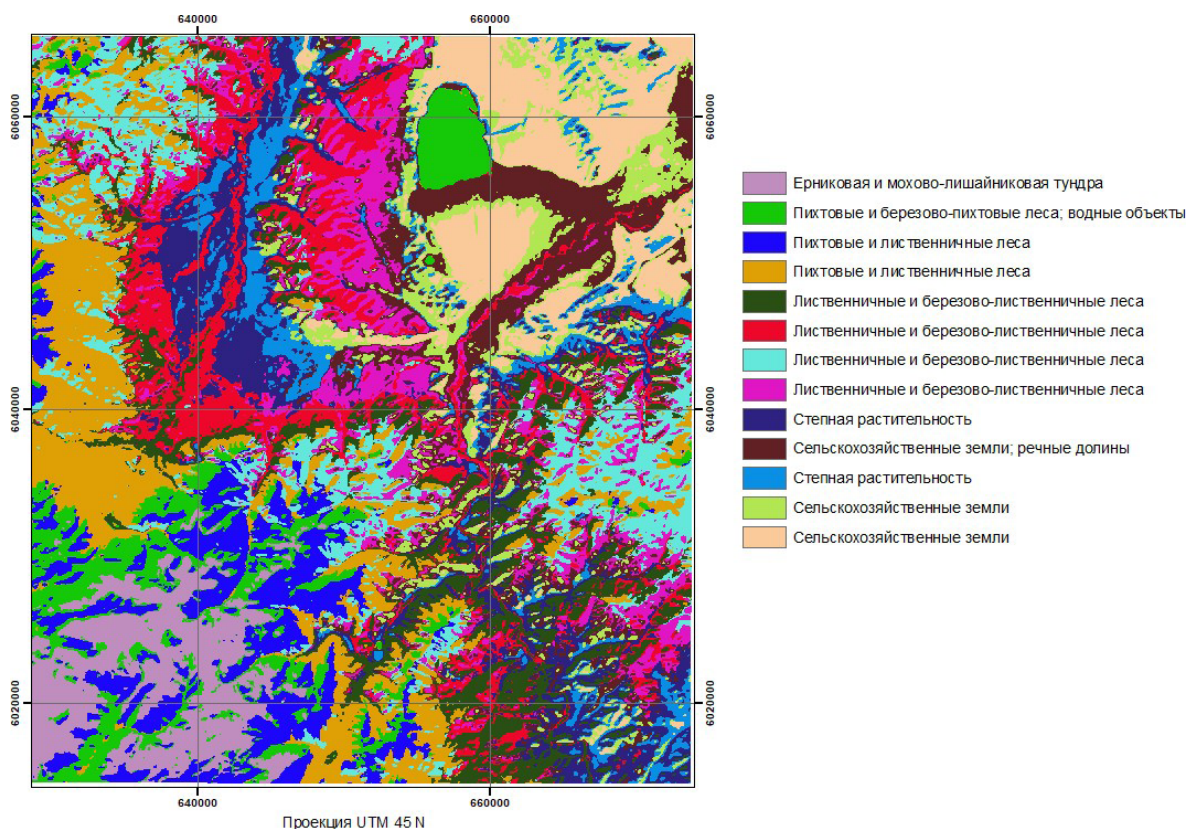 640000
660000
6060000
6060000
Ерниковая и мохово-лишайниковая тундра
Пихтовые и березово-пихтовые леса; водные объекты
Пихтовые и лиственничные леса
Пихтовые и лиственничные леса
Лиственничные и березово-лиственничные леса
Лиственничные и березово-лиственничные леса
Лиственничные и березово-лиственничные леса
Лиственничные и березово-лиственничные леса
Степная растительность
Сельскохозяйственные земли; речные долины
Степная растительность
Сельскохозяйственные земли
Сельскохозяйственные земли
6040000
6040000
6020000
6020000
640000
660000
Проекция UTM 45 N